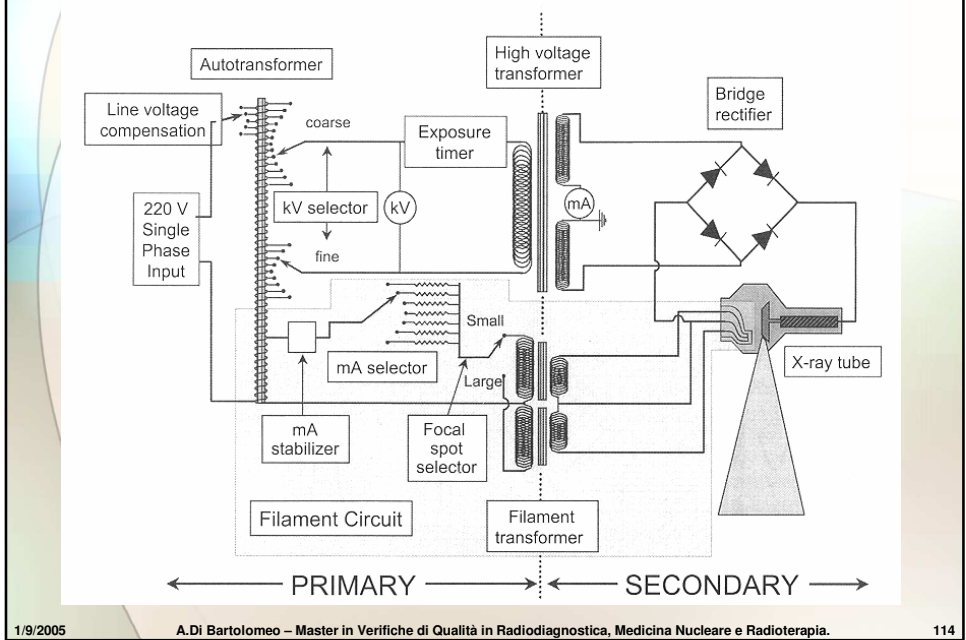 Autotransformer
High voltage
transformer
Line voltage
compensation
coarse
Exposure
timer
Bridge
rectifier
220 V
Single
Phase
Input
kV selector
kV
mA
fine
Small
mA selector
Large
X-ray tube
mA
stabilizer
Focal
spot
selector
Filament Circuit
Filament
transformer
PRIMARY
SECONDARY
1/9/2005
A.Di Bartolomeo – Master in Verifiche di Qualità in Radiodiagnostica, Medicina Nucleare e Radioterapia.
114